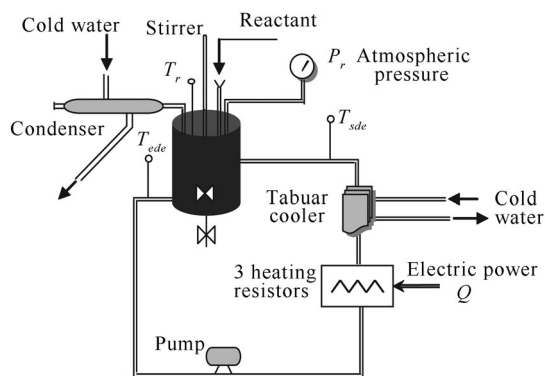 Cold water
Stirrer
Reactant
T_r
P_r Atmospheric
pressure
Condenser
T_ede
T_sde
Tabuar
cooler
Cold
water
3 heating
resistors
Electric power
Q
Pump